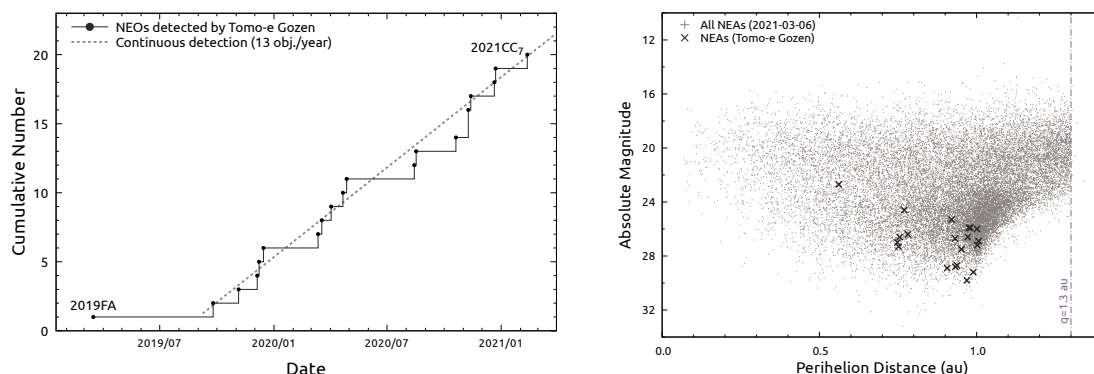 NEOs detected by Tomo-e Gozen
Continuous detection (13 obj./year)
2021CC₇
2019FA
Cumulative Number
20
15
10
5
0
2019/07
2020/01
2020/07
2021/01
Date
All NEAs (2021-03-06)
NEAs (Tomo-e Gozen)
Absolute Magnitude
12
16
20
24
28
32
q=1.3 au
0.0
0.5
1.0
Perihelion Distance (au)